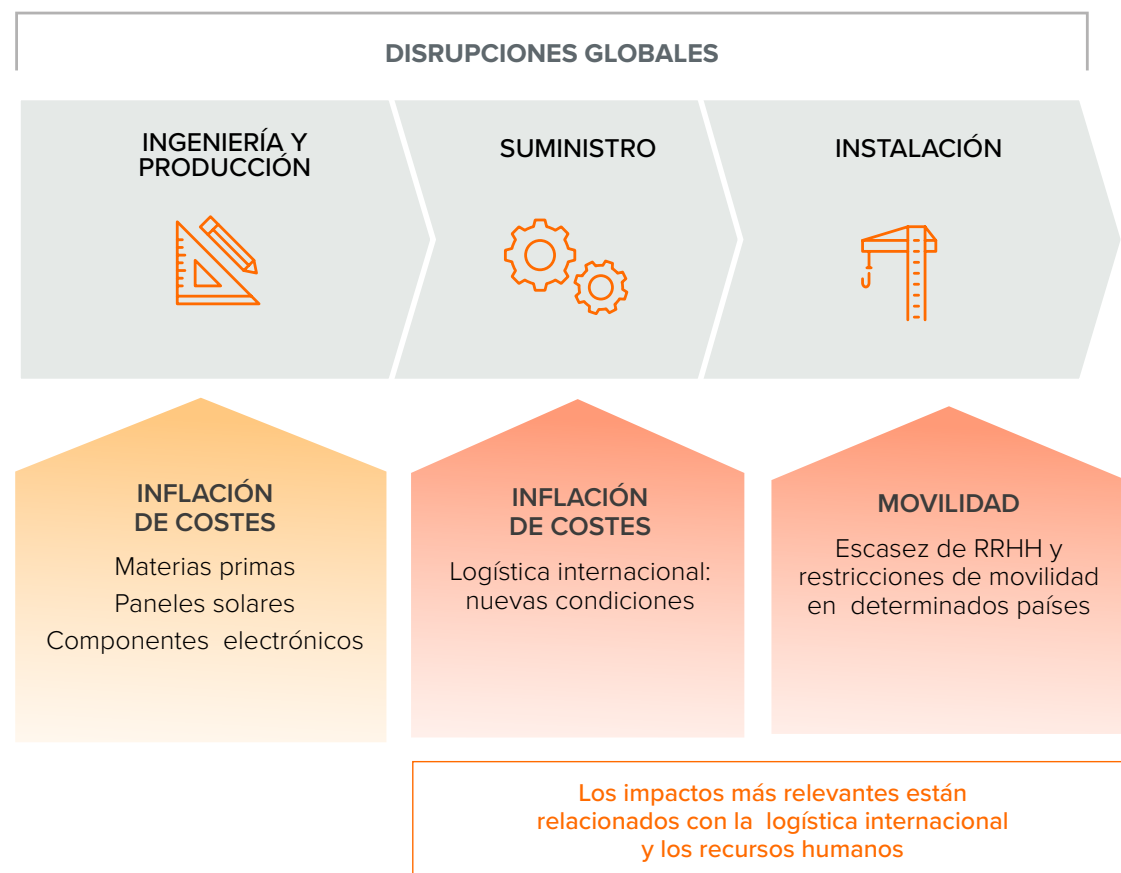 DISRUPCIONES GLOBALES
INGENIERÍA Y
PRODUCCIÓN
SUMINISTRO
INSTALACIÓN
INFLACIÓN
DE COSTES
Materias primas
Paneles solares
Componentes electrónicos
INFLACIÓN
DE COSTES
Logística internacional:
nuevas condiciones
MOVILIDAD
Escasez de RRHH y
restricciones de movilidad
en determinados países
Los impactos más relevantes están
relacionados con la logística internacional
y los recursos humanos